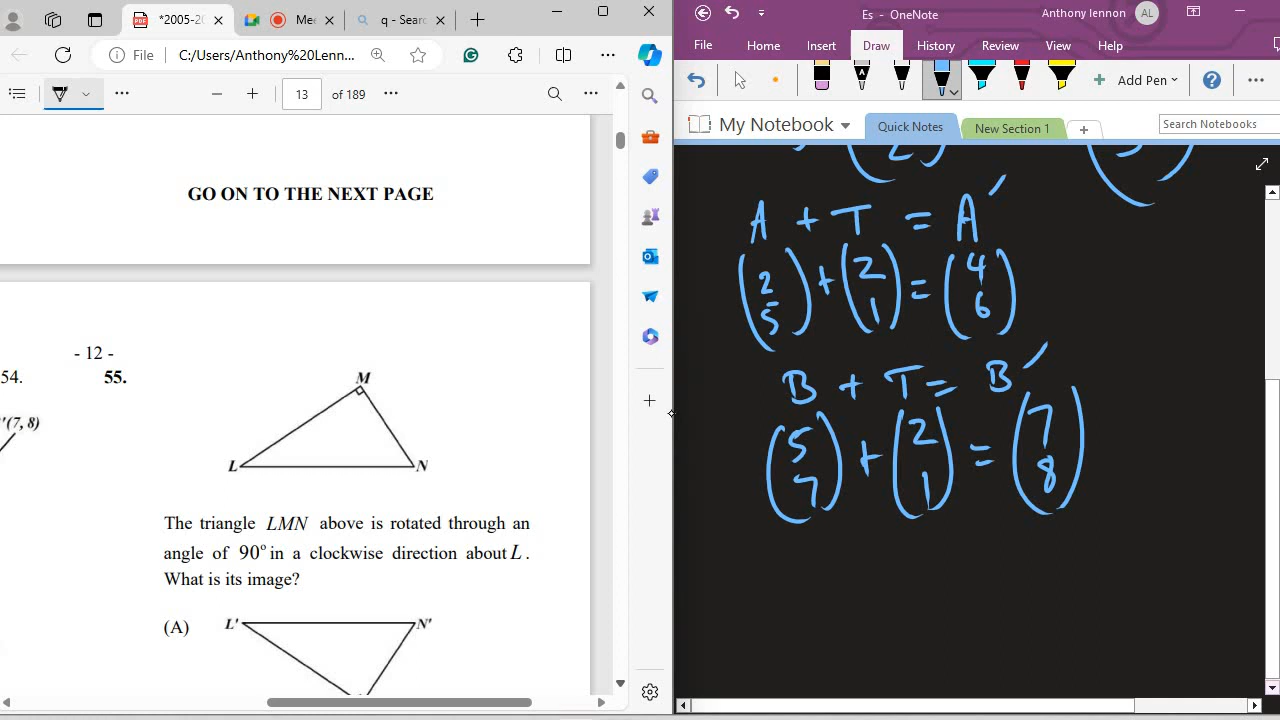 *2005-20
Mee
q - Searc
File C:/Users/Anthony%20Lenn...
13 of 189
GO ON TO THE NEXT PAGE
- 12 -
54. 55.
'(7, 8)
M
L N
The triangle LMN above is rotated through an
angle of 90° in a clockwise direction about L.
What is its image?
(A) L' N'
Es - OneNote Anthony lennon AL
File Home Insert Draw History Review View Help
A Add Pen
My Notebook Quick Notes New Section 1 Search Notebooks
A + T = A′
(2 5) + (2 1) = (4 6)
B + T = B′
(5 7) + (2 1) = (7 8)